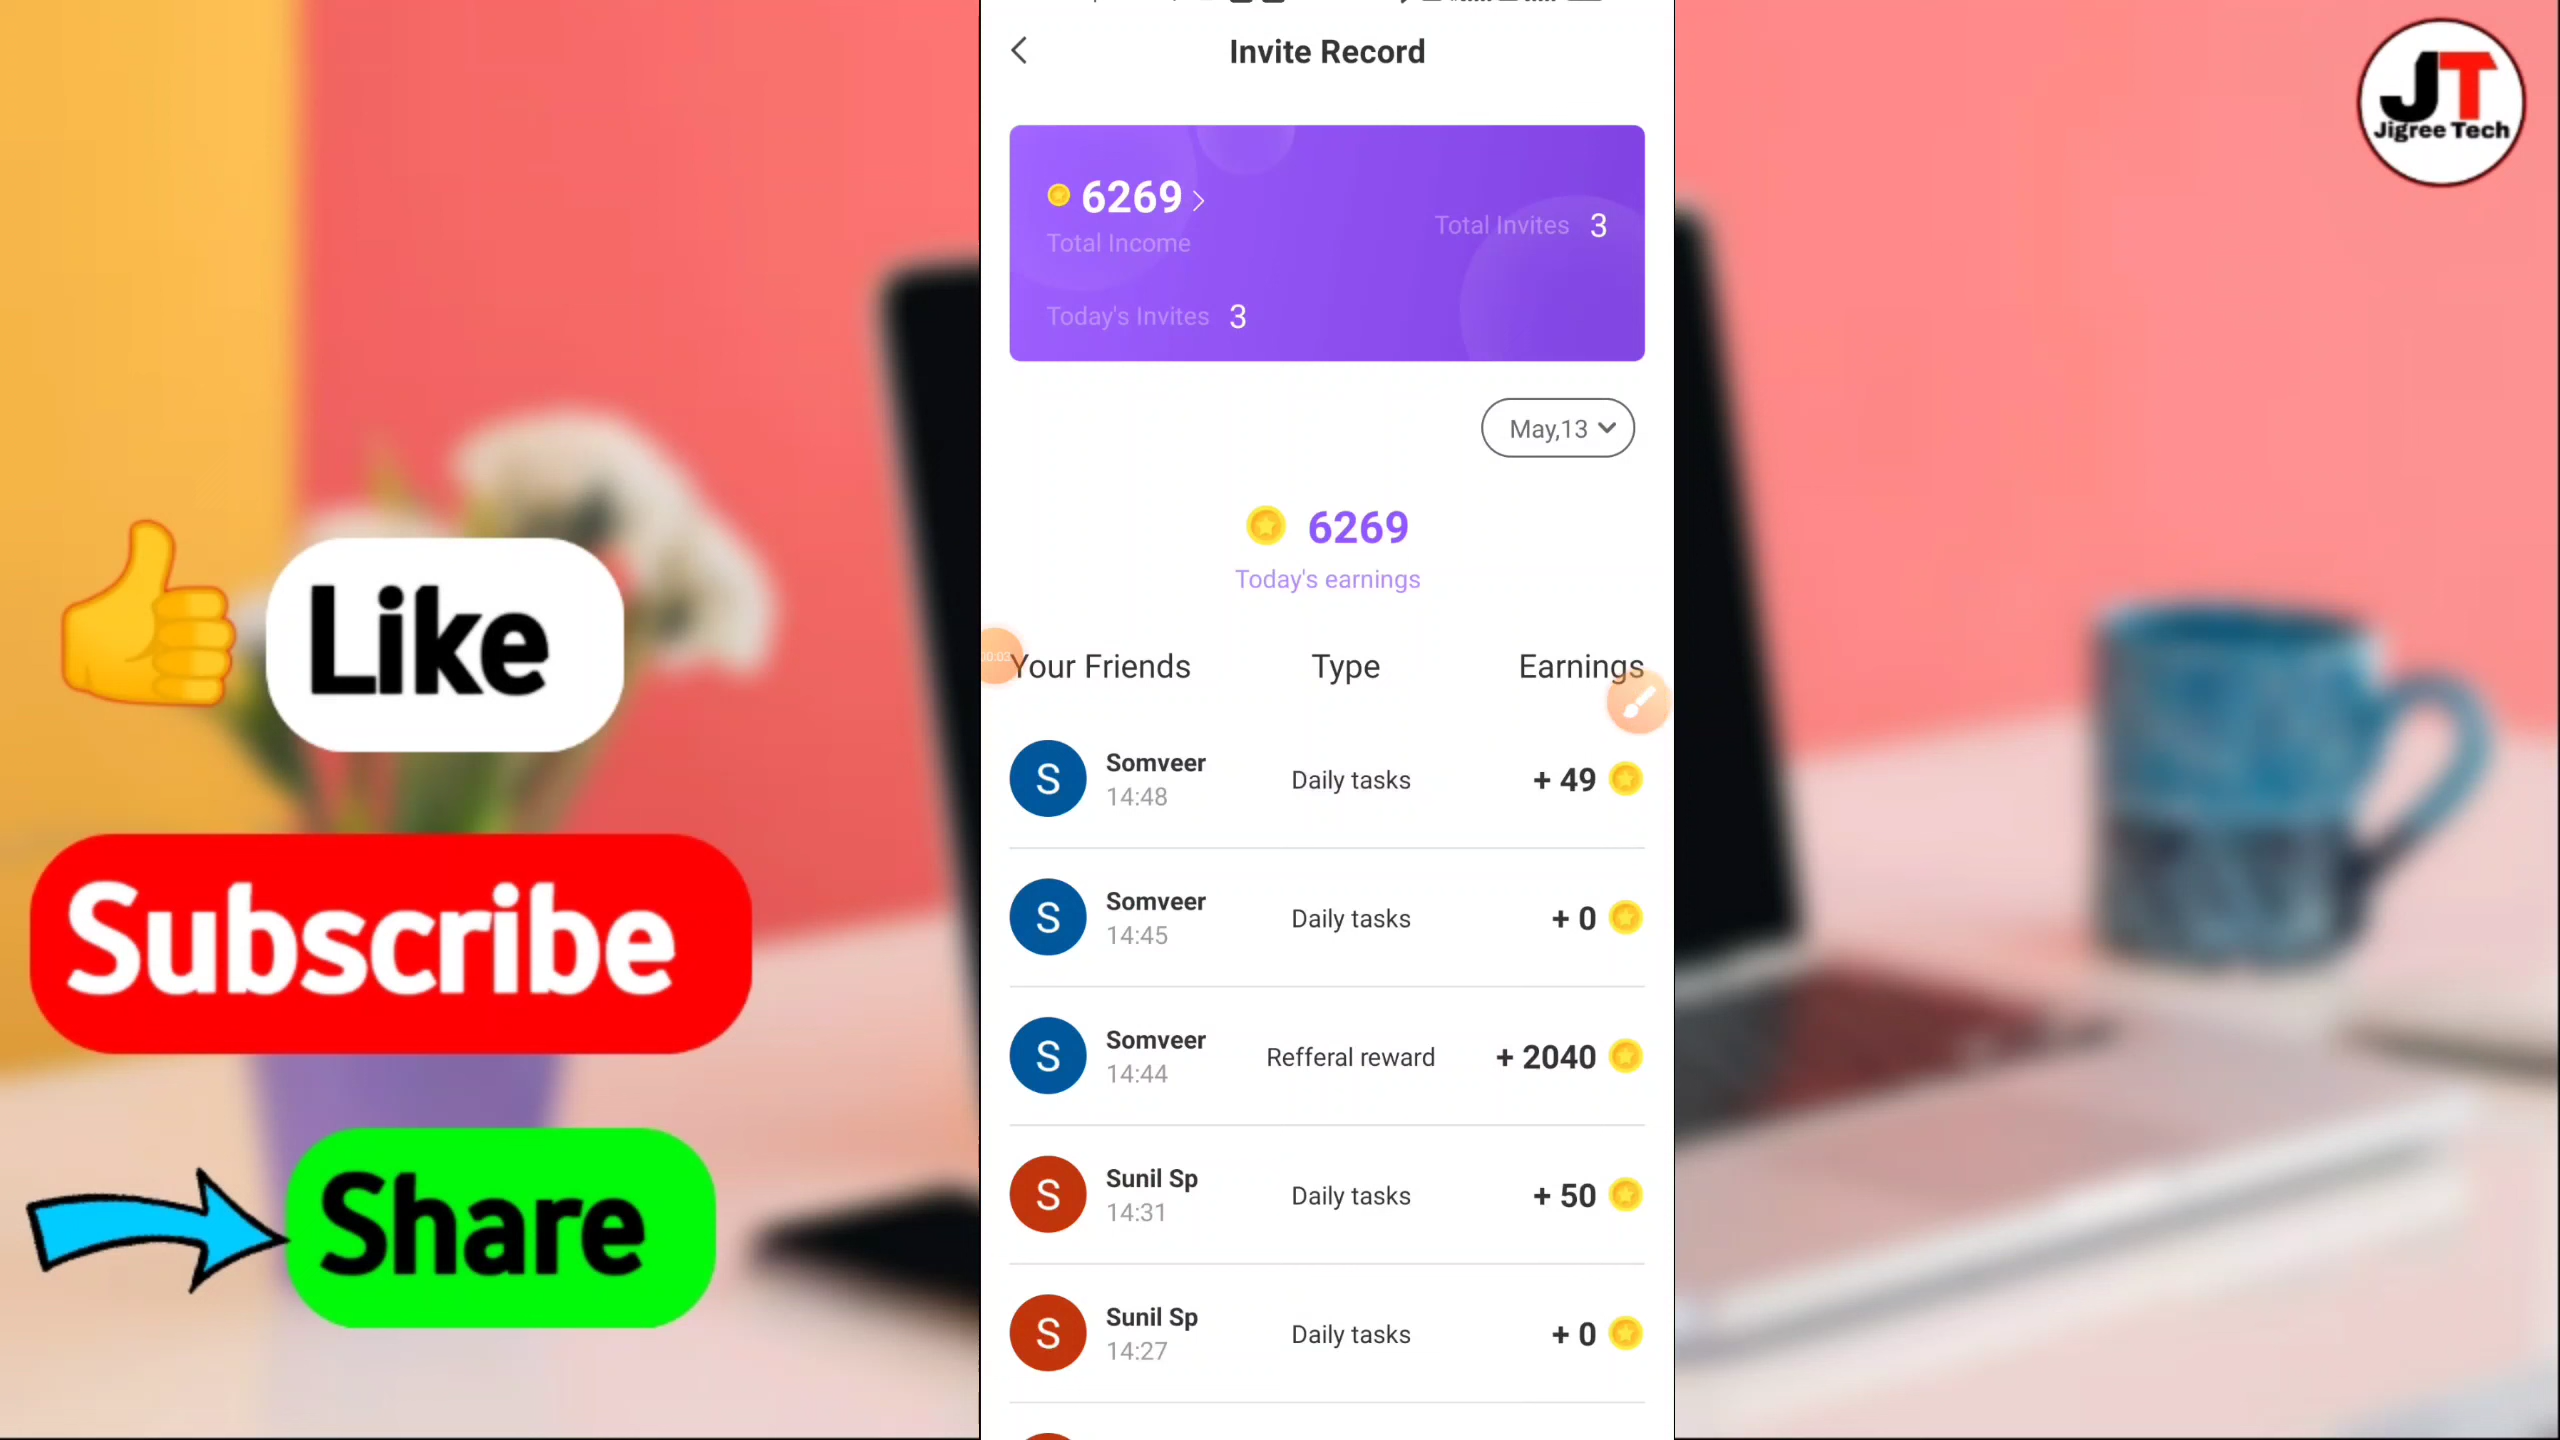 Invite Record
JT
Jigree Tech
6269
Total Income
Total Invites 3
Today's Invites 3
May,13
6269
Today's earnings
00:03
Your Friends Type Earnings
S Somveer Daily tasks + 49
14:48
S Somveer Daily tasks + 0
14:45
S Somveer Refferal reward + 2040
14:44
S Sunil Sp Daily tasks + 50
14:31
S Sunil Sp Daily tasks + 0
14:27
Like
Subscribe
Share